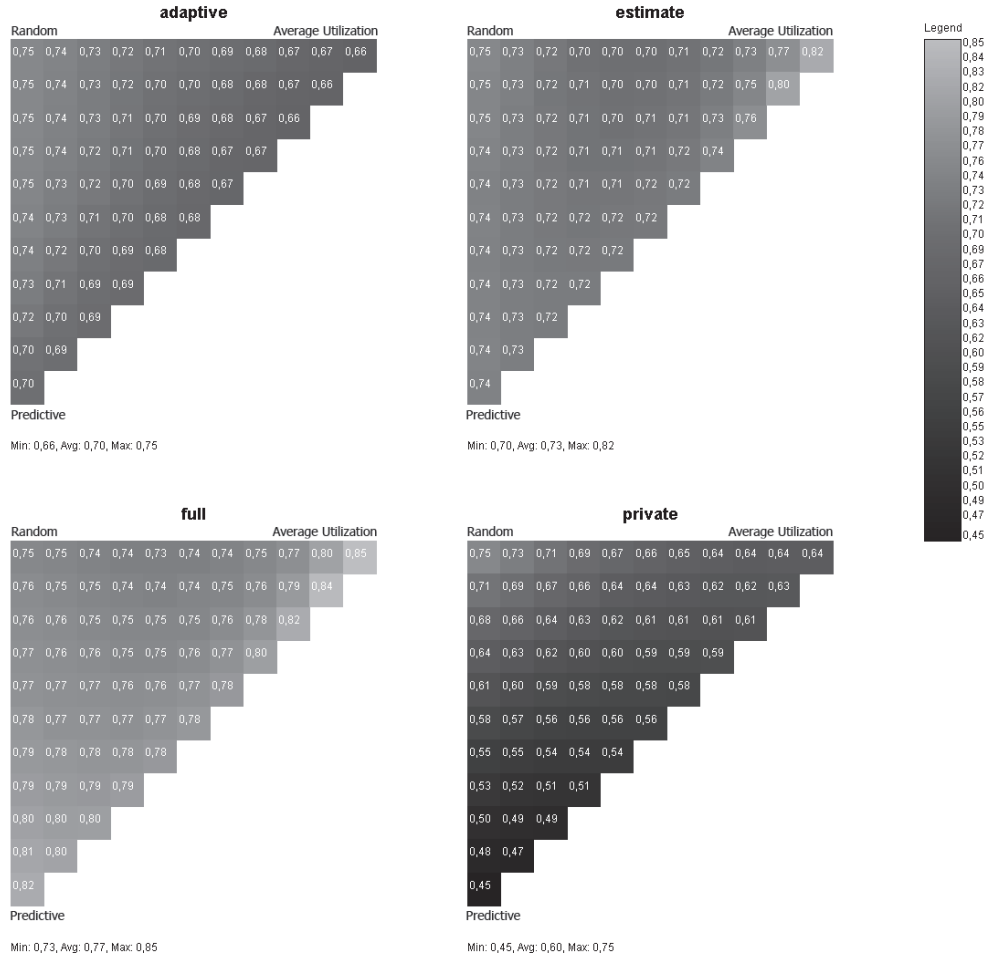 adaptive
Random Average Utilization
0,75 0,74 0,73 0,72 0,71 0,70 0,69 0,68 0,67 0,67 0,66
0,75 0,74 0,73 0,72 0,70 0,70 0,68 0,68 0,67 0,66
0,75 0,74 0,73 0,71 0,70 0,69 0,68 0,67 0,66
0,75 0,74 0,72 0,71 0,70 0,68 0,67 0,67
0,75 0,73 0,72 0,70 0,69 0,68 0,67
0,74 0,73 0,71 0,70 0,68 0,68
0,74 0,72 0,70 0,69 0,68
0,73 0,71 0,69 0,69
0,72 0,70 0,69
0,70 0,69
0,70
Predictive
Min: 0,66, Avg: 0,70, Max: 0,75
estimate
Random Average Utilization
0,75 0,73 0,72 0,70 0,70 0,70 0,71 0,72 0,73 0,77 0,82
0,75 0,73 0,72 0,71 0,70 0,70 0,71 0,72 0,75 0,80
0,75 0,73 0,72 0,71 0,70 0,71 0,71 0,73 0,76
0,74 0,73 0,72 0,71 0,71 0,71 0,72 0,74
0,74 0,73 0,72 0,71 0,71 0,72 0,72
0,74 0,73 0,72 0,72 0,72 0,72
0,74 0,73 0,72 0,72 0,72
0,74 0,73 0,72 0,72
0,74 0,73 0,72
0,74 0,73
0,74
Predictive
Min: 0,70, Avg: 0,73, Max: 0,82
Legend
0,85
0,84
0,83
0,82
0,80
0,79
0,78
0,77
0,76
0,74
0,73
0,72
0,71
0,70
0,69
0,67
0,66
0,65
0,64
0,63
0,62
0,60
0,59
0,58
0,57
0,56
0,55
0,53
0,52
0,51
0,50
0,49
0,47
0,45
full
Random Average Utilization
0,75 0,75 0,74 0,74 0,73 0,74 0,74 0,75 0,77 0,80 0,85
0,76 0,75 0,75 0,74 0,74 0,74 0,75 0,76 0,79 0,84
0,76 0,76 0,75 0,75 0,75 0,75 0,76 0,78 0,82
0,77 0,76 0,76 0,75 0,75 0,76 0,77 0,80
0,77 0,77 0,77 0,76 0,76 0,77 0,78
0,78 0,77 0,77 0,77 0,77 0,78
0,79 0,78 0,78 0,78 0,78
0,79 0,79 0,79 0,79
0,80 0,80 0,80
0,81 0,80
0,82
Predictive
Min: 0,73, Avg: 0,77, Max: 0,85
private
Random Average Utilization
0,75 0,73 0,71 0,69 0,67 0,66 0,65 0,64 0,64 0,64 0,64
0,71 0,69 0,67 0,66 0,64 0,64 0,63 0,62 0,62 0,63
0,68 0,66 0,64 0,63 0,62 0,61 0,61 0,61 0,61
0,64 0,63 0,62 0,60 0,60 0,59 0,59 0,59
0,61 0,60 0,59 0,58 0,58 0,58 0,58
0,58 0,57 0,56 0,56 0,56 0,56
0,55 0,55 0,54 0,54 0,54
0,53 0,52 0,51 0,51
0,50 0,49 0,49
0,48 0,47
0,45
Predictive
Min: 0,45, Avg: 0,60, Max: 0,75